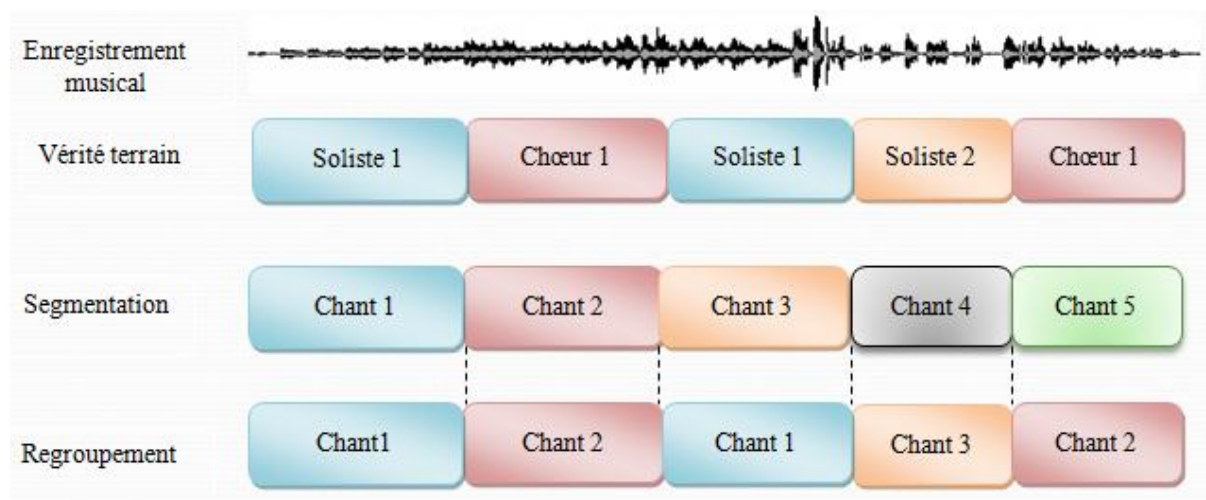 Enregistrement
musical
Vérité terrain
Soliste 1
Chœur 1
Soliste 1
Soliste 2
Chœur 1
Segmentation
Chant 1
Chant 2
Chant 3
Chant 4
Chant 5
Regroupement
Chant1
Chant 2
Chant 1
Chant 3
Chant 2